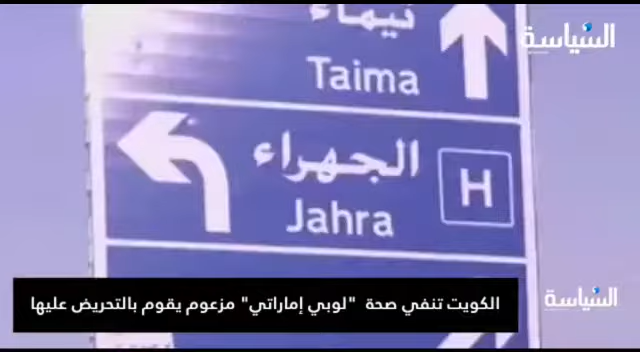 تيماء
Taima
السياسة
الجهراء
Jahra
H
الكويت تنفي صحة "لوبي إماراتي" مزعوم يقوم بالتحريض عليها
السياسة